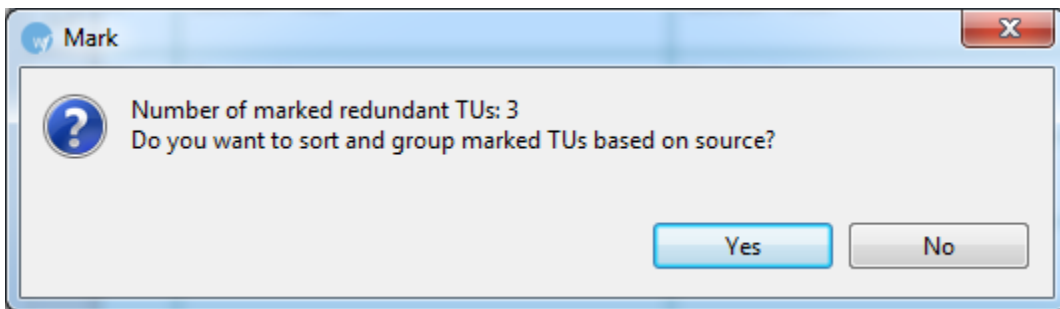 Mark
Number of marked redundant TUs: 3
Do you want to sort and group marked TUs based on source?
Yes
No